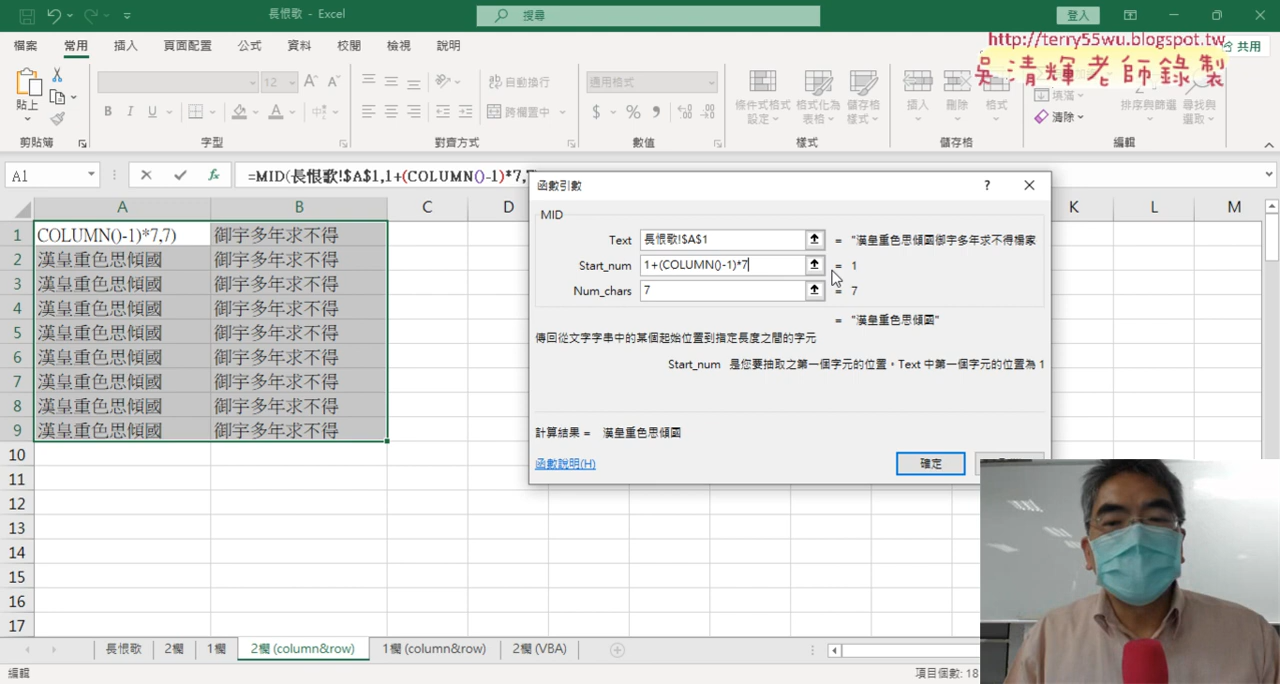 長恨歌 - Excel
搜尋
登入
檔案 常用 插入 頁面配置 公式 資料 校閱 檢視 說明
共用
http://terry55wu.blogspot.tw
吳清輝老師錄製
貼上
12
自動換行
跨欄置中
通用格式
條件式格式設定
格式化為表格
儲存格樣式
插入 刪除 格式
填滿
清除
排序與篩選
尋找與選取
剪貼簿 字型 對齊方式 數值 樣式 儲存格 編輯
A1
=MID(長恨歌!$A$1,1+(COLUMN()-1)*7,7
A B C D K L M
1 COLUMN()-1)*7,7) 御宇多年求不得
2 漢皇重色思傾國 御宇多年求不得
3 漢皇重色思傾國 御宇多年求不得
4 漢皇重色思傾國 御宇多年求不得
5 漢皇重色思傾國 御宇多年求不得
6 漢皇重色思傾國 御宇多年求不得
7 漢皇重色思傾國 御宇多年求不得
8 漢皇重色思傾國 御宇多年求不得
9 漢皇重色思傾國 御宇多年求不得
10
11
12
13
14
15
16
17
函數引數
MID
Text 長恨歌!$A$1 = "漢皇重色思傾國御宇多年求不得楊家
Start_num 1+(COLUMN()-1)*7 = 1
Num_chars 7 = 7
= "漢皇重色思傾國"
傳回從文字字串中的某個起始位置到指定長度之間的字元
Start_num 是您要抽取之第一個字元的位置，Text 中第一個字元的位置為 1
計算結果 = 漢皇重色思傾國
函數說明(H)
確定
長恨歌 2欄 1欄 2欄 (column&row) 1欄 (column&row) 2欄 (VBA)
編輯
項目個數: 18